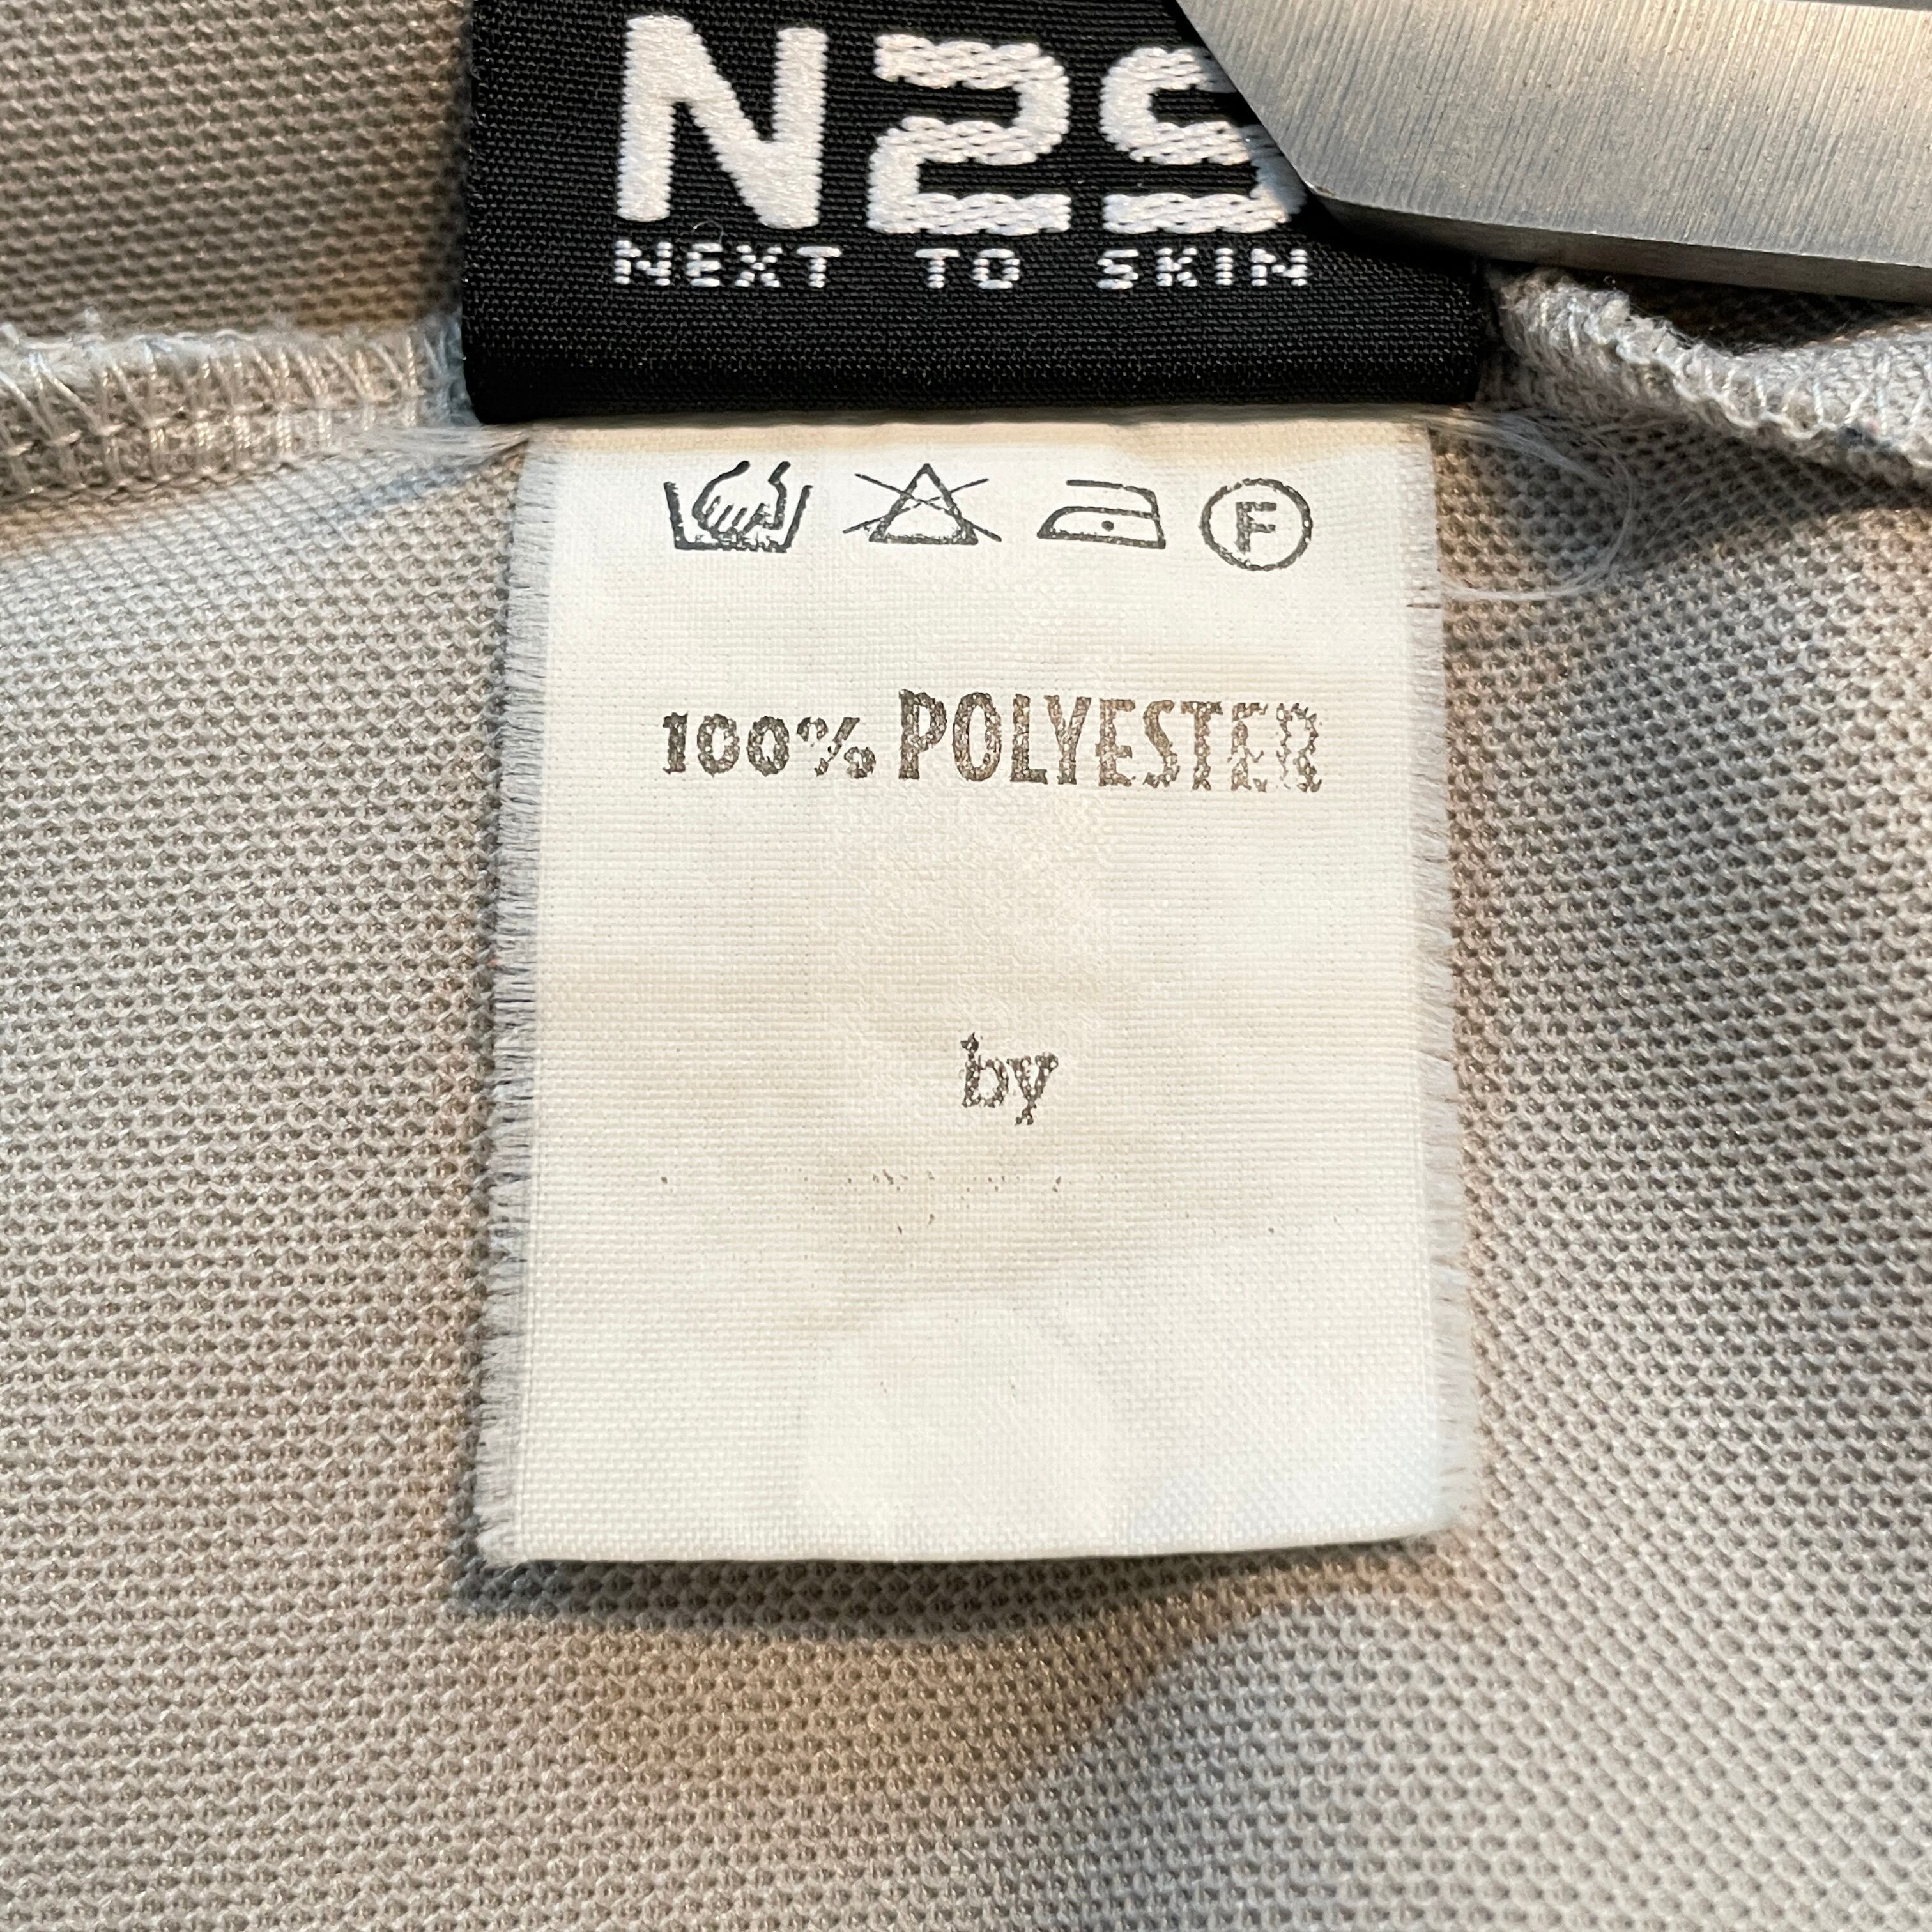 N2S
NEXT TO SKIN
F
100% POLYESTER
by